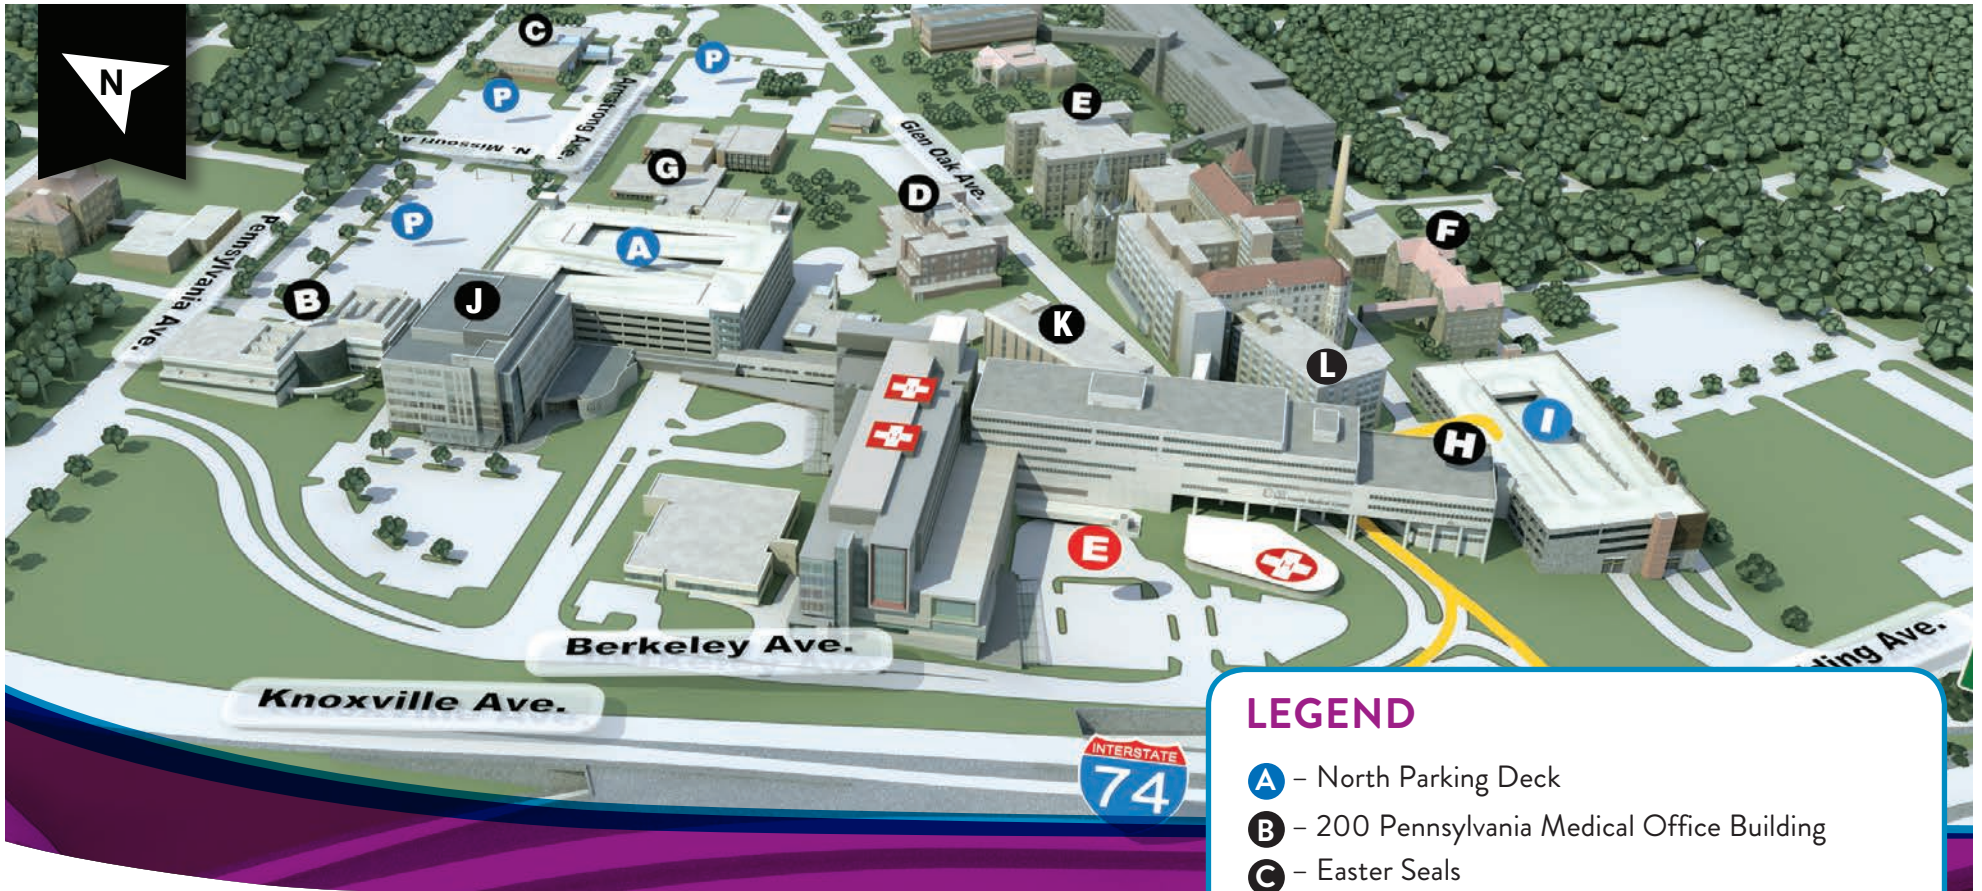 N
C
P
P
Armstrong Ave.
N. Missouri A
E
Glen Oak Ave.
G
D
P
A
F
Pennsylvania Ave.
B
J
K
L
I
H
E
Berkeley Ave.
Knoxville Ave.
INTERSTATE
74
LEGEND
A – North Parking Deck
B – 200 Pennsylvania Medical Office Building
C – Easter Seals